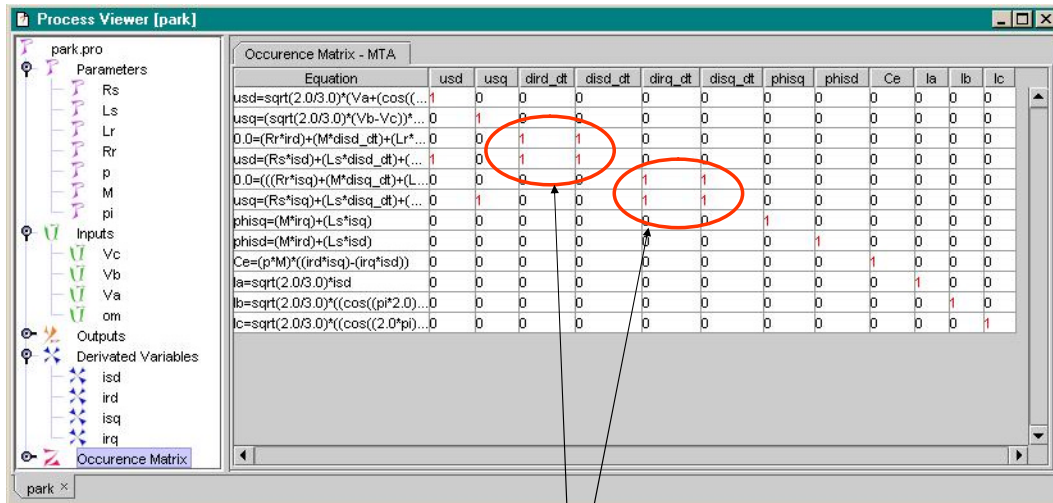 Process Viewer [park]
park.pro
Parameters
Rs
Ls
Lr
Rr
p
M
pi
Inputs
Vc
Vb
Va
om
Outputs
Derivated Variables
isd
ird
isq
irq
Occurence Matrix
Occurence Matrix - MTA
Equation usd usq dird_dt disd_dt dirq_dt disq_dt phisq phisd Ce Ia Ib Ic
usd=sqrt(2.0/3.0)*(Va+(cos((... 1 0 0 0 0 0 0 0 0 0 0 0
usq=(sqrt(2.0/3.0)*(Vb-Vc))*... 0 1 0 0 0 0 0 0 0 0 0 0
0.0=(Rr*ird)+(M*disd_dt)+(Lr*... 0 0 1 1 0 0 0 0 0 0 0 0
usd=(Rs*isd)+(Ls*disd_dt)+(... 1 0 1 1 0 0 0 0 0 0 0 0
0.0=(((Rr*isq)+(M*disq_dt)+(L... 0 0 0 0 1 1 0 0 0 0 0 0
usq=(Rs*isq)+(Ls*disq_dt)+(... 0 1 0 0 1 1 0 0 0 0 0 0
phisq=(M*irq)+(Ls*isq) 0 0 0 0 0 0 1 0 0 0 0 0
phisd=(M*ird)+(Ls*isd) 0 0 0 0 0 0 0 1 0 0 0 0
Ce=(p*M)*((ird*isq)-(irq*isd)) 0 0 0 0 0 0 0 0 1 0 0 0
Ia=sqrt(2.0/3.0)*isd 0 0 0 0 0 0 0 0 0 1 0 0
Ib=sqrt(2.0/3.0)*((cos((pi*2.0)... 0 0 0 0 0 0 0 0 0 0 1 0
Ic=sqrt(2.0/3.0)*((cos((2.0*pi)... 0 0 0 0 0 0 0 0 0 0 0 1
park ×